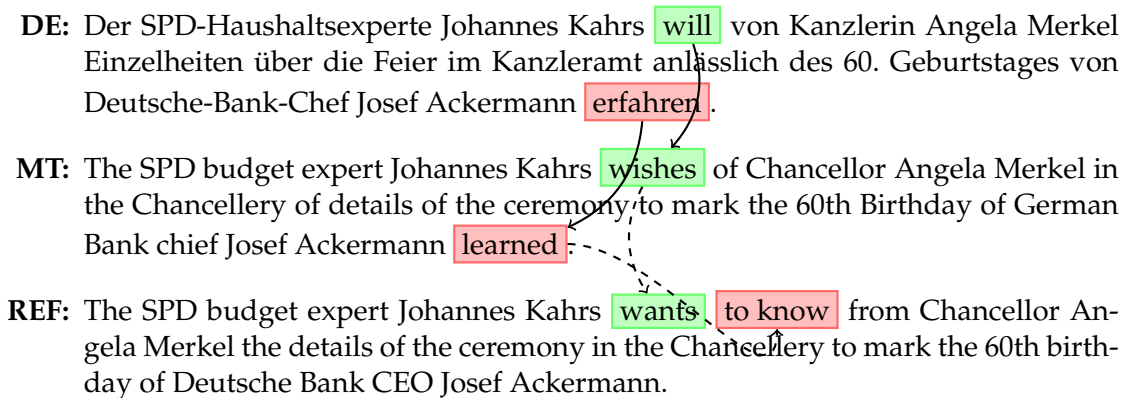 DE: Der SPD-Haushaltsexperte Johannes Kahrs will von Kanzlerin Angela Merkel
Einzelheiten über die Feier im Kanzleramt anlässlich des 60. Geburtstages von
Deutsche-Bank-Chef Josef Ackermann erfahren.
MT: The SPD budget expert Johannes Kahrs wishes of Chancellor Angela Merkel in
the Chancellery of details of the ceremony to mark the 60th Birthday of German
Bank chief Josef Ackermann learned.
REF: The SPD budget expert Johannes Kahrs wants to know from Chancellor An-
gela Merkel the details of the ceremony in the Chancellery to mark the 60th birth-
day of Deutsche Bank CEO Josef Ackermann.